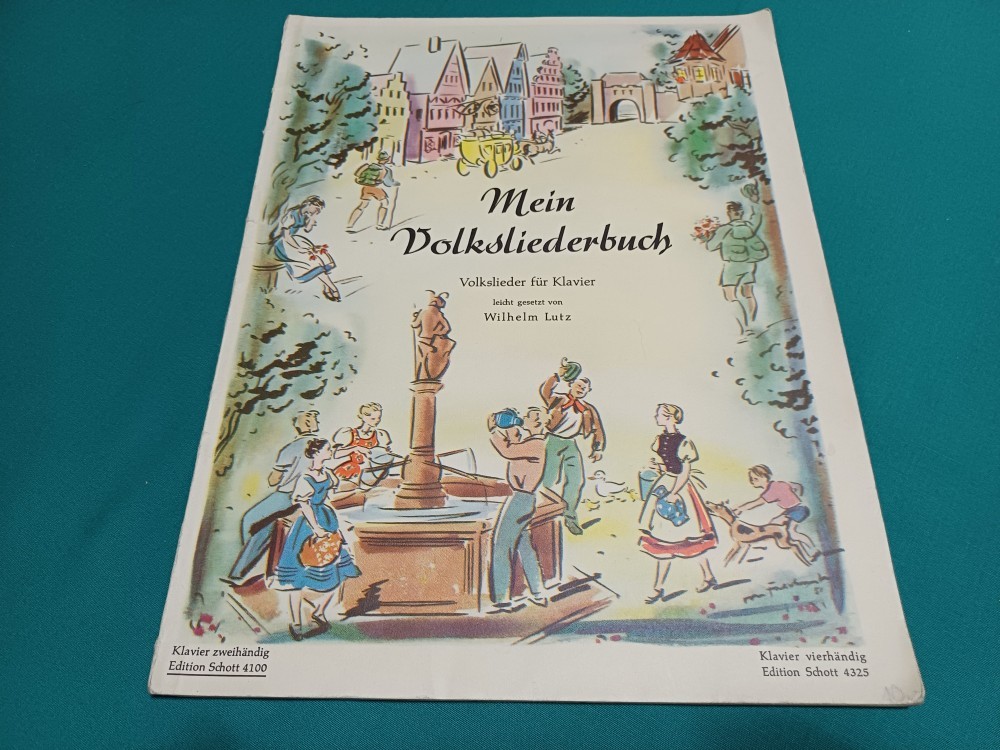 Mein
Volksliederbuch
Volkslieder für Klavier
leicht gesetzt von
Wilhelm Lutz
Klavier zweihändig
Edition Schott 4100
Klavier vierhändig
Edition Schott 4325